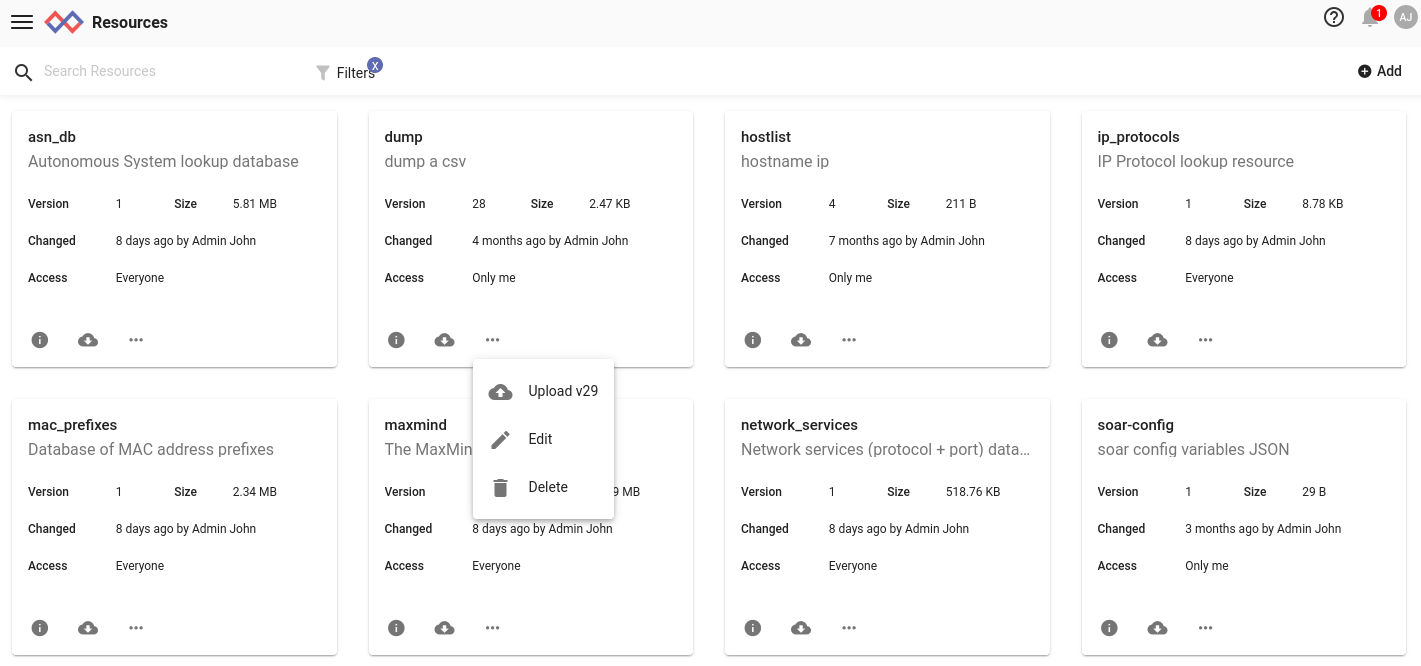 Resources
1
AJ
Search Resources
Filters
X
Add
asn_db
Autonomous System lookup database
Version 1 Size 5.81 MB
Changed 8 days ago by Admin John
Access Everyone
dump
dump a csv
Version 28 Size 2.47 KB
Changed 4 months ago by Admin John
Access Only me
hostlist
hostname ip
Version 4 Size 211 B
Changed 7 months ago by Admin John
Access Only me
ip_protocols
IP Protocol lookup resource
Version 1 Size 8.78 KB
Changed 8 days ago by Admin John
Access Everyone
Upload v29
Edit
Delete
mac_prefixes
Database of MAC address prefixes
Version 1 Size 2.34 MB
Changed 8 days ago by Admin John
Access Everyone
maxmind
The MaxMin
Version MB
Changed 8 days ago by Admin John
Access Everyone
network_services
Network services (protocol + port) data...
Version 1 Size 518.76 KB
Changed 8 days ago by Admin John
Access Everyone
soar-config
soar config variables JSON
Version 1 Size 29 B
Changed 3 months ago by Admin John
Access Only me